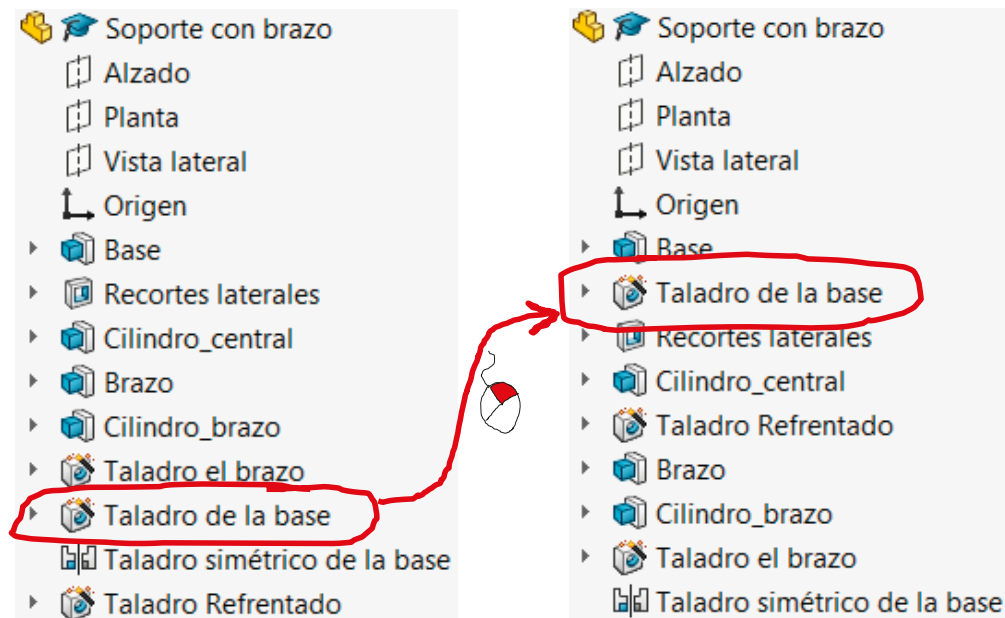 Soporte con brazo
Alzado
Planta
Vista lateral
Origen
Base
Recortes laterales
Cilindro_central
Brazo
Cilindro_brazo
Taladro el brazo
Taladro de la base
Taladro simétrico de la base
Taladro Refrentado
Soporte con brazo
Alzado
Planta
Vista lateral
Origen
Base
Taladro de la base
Recortes laterales
Cilindro_central
Taladro Refrentado
Brazo
Cilindro_brazo
Taladro el brazo
Taladro simétrico de la base